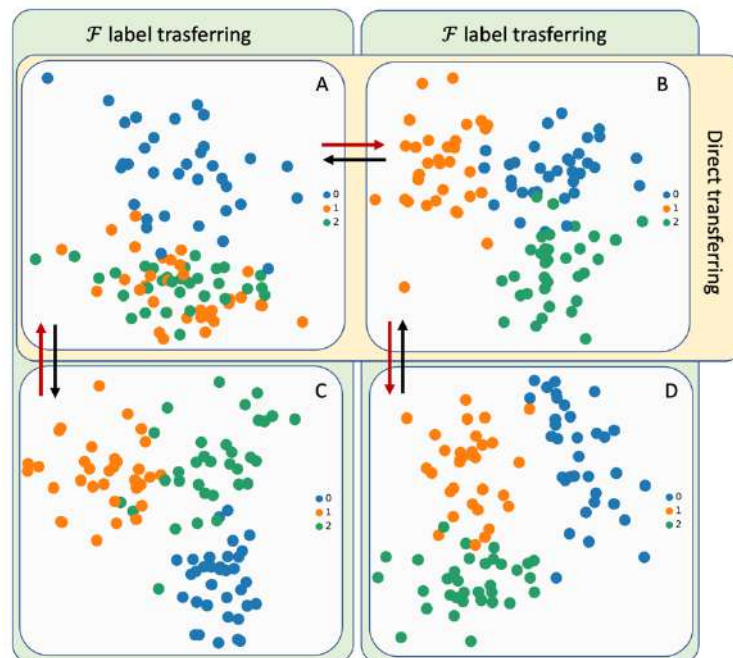 ℱ label trasferring
ℱ label trasferring
A
B
0
1
2
0
1
2
Direct transferring
C
D
0
1
2
0
1
2